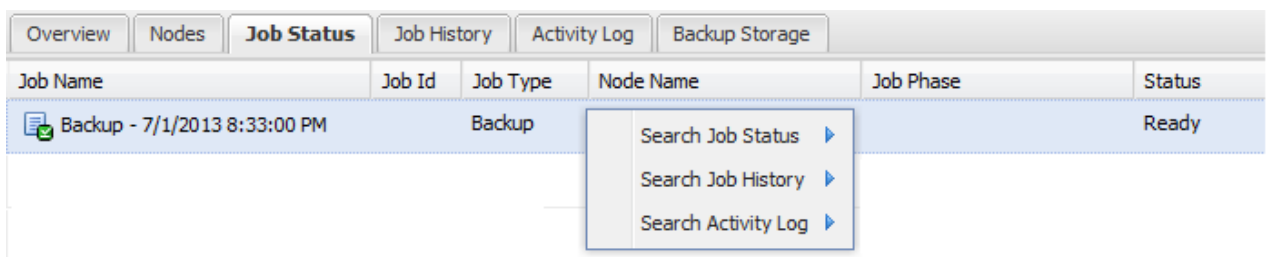 Overview Nodes Job Status Job History Activity Log Backup Storage
Job Name Job Id Job Type Node Name Job Phase Status
Backup - 7/1/2013 8:33:00 PM Backup Ready
Search Job Status
Search Job History
Search Activity Log